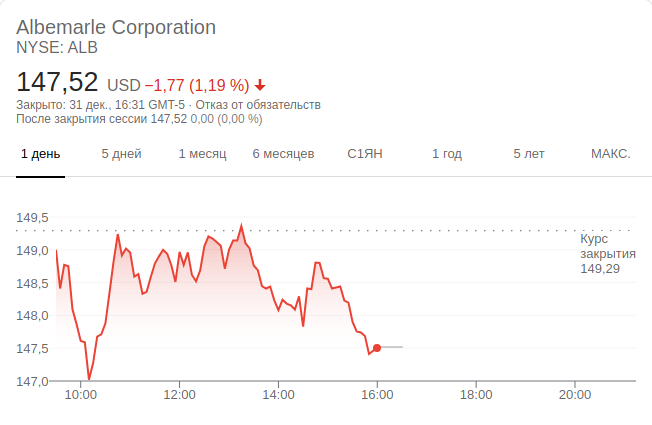 Albemarle Corporation
NYSE: ALB
147,52 USD −1,77 (1,19 %)
Закрыто: 31 дек., 16:31 GMT-5 · Отказ от обязательств
После закрытия сессии 147,52 0,00 (0,00 %)
1 день 5 дней 1 месяц 6 месяцев С1ЯН 1 год 5 лет МАКС.
149,5
Курс
149,0
закрытия
149,29
148,5
148,0
147,5
147,0
10:00 12:00 14:00 16:00 18:00 20:00